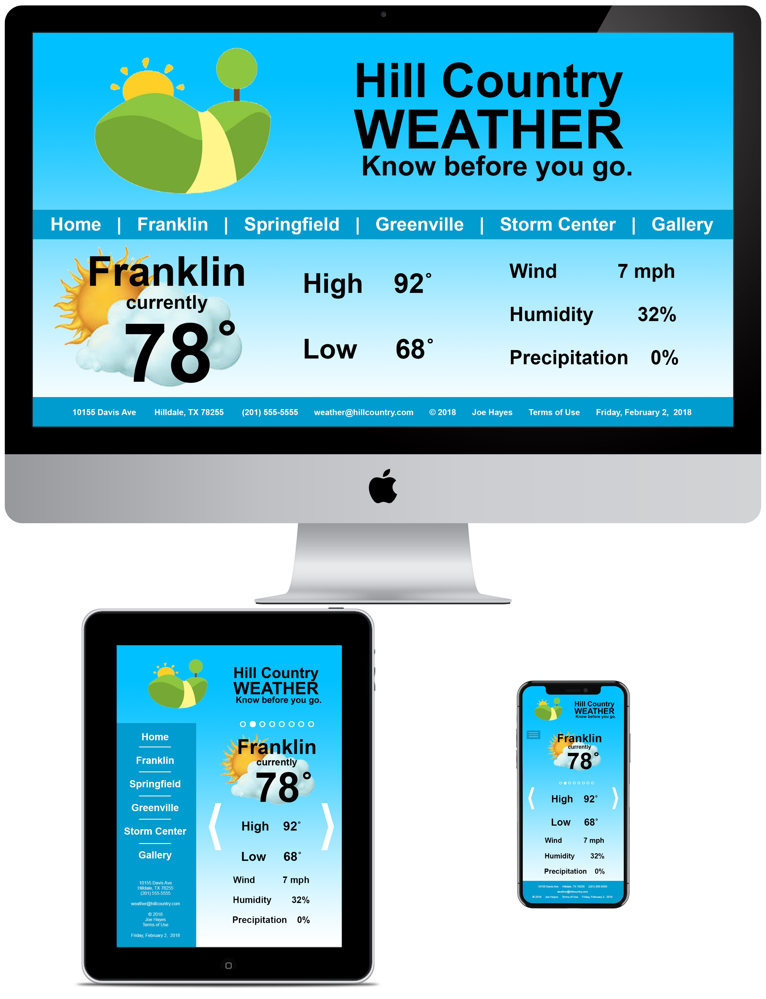 Hill Country
WEATHER
Know before you go.
Home | Franklin | Springfield | Greenville | Storm Center | Gallery
Franklin
currently
78°
High 92°
Low 68°
Wind 7 mph
Humidity 32%
Precipitation 0%
10155 Davis Ave Hilldale, TX 78255 (201) 555-5555 weather@hillcountry.com © 2018 Joe Hayes Terms of Use Friday, February 2, 2018
Hill Country
WEATHER
Know before you go.
Home
Franklin
Springfield
Greenville
Storm Center
Gallery
10155 Davis Ave
Hilldale, TX 78255
(201) 555-5555
weather@hillcountry.com
© 2018
Joe Hayes
Terms of Use
Friday, February 2, 2018
Franklin
currently
78°
High 92°
Low 68°
Wind 7 mph
Humidity 32%
Precipitation 0%
Hill Country
WEATHER
Know before you go.
Franklin
currently
78°
High 92°
Low 68°
Wind 7 mph
Humidity 32%
Precipitation 0%
10155 Davis Ave Hilldale, TX 78255 (201) 555-5555
weather@hillcountry.com
© 2018 Joe Hayes Terms of Use Friday, February 2, 2018